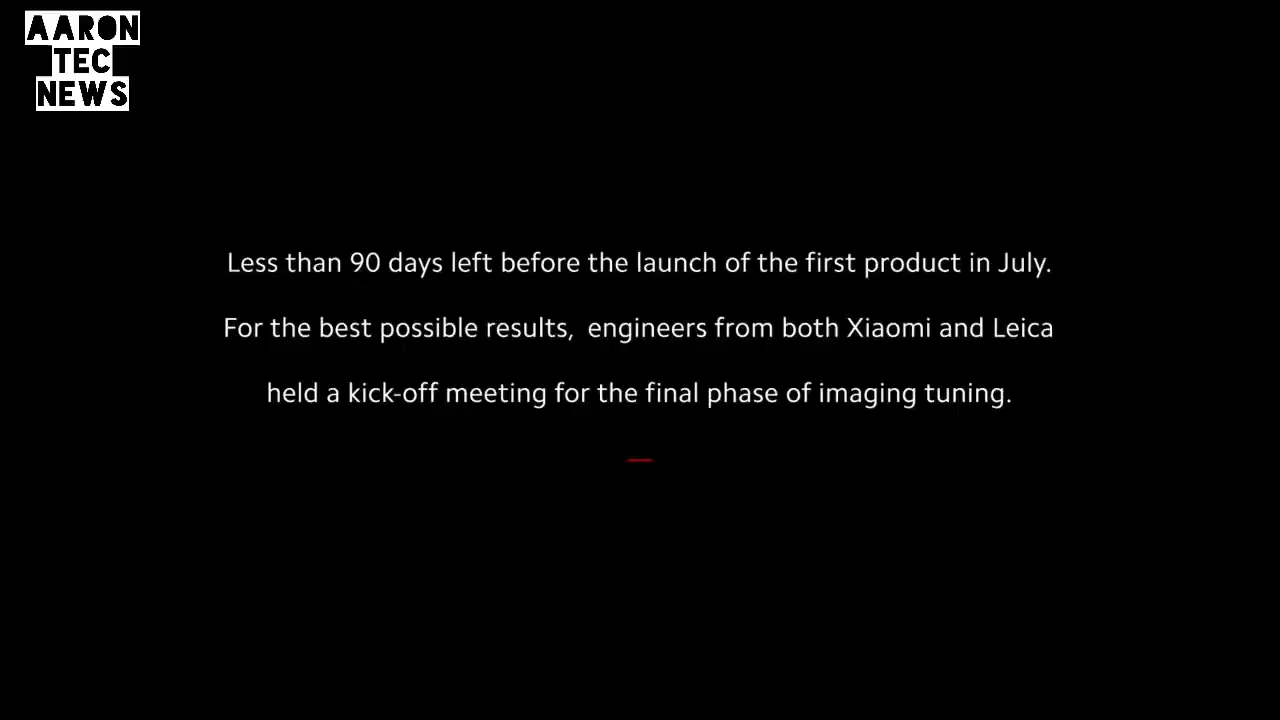 AARON
TEC
NEWS
Less than 90 days left before the launch of the first product in July.
For the best possible results,  engineers from both Xiaomi and Leica
held a kick-off meeting for the final phase of imaging tuning.